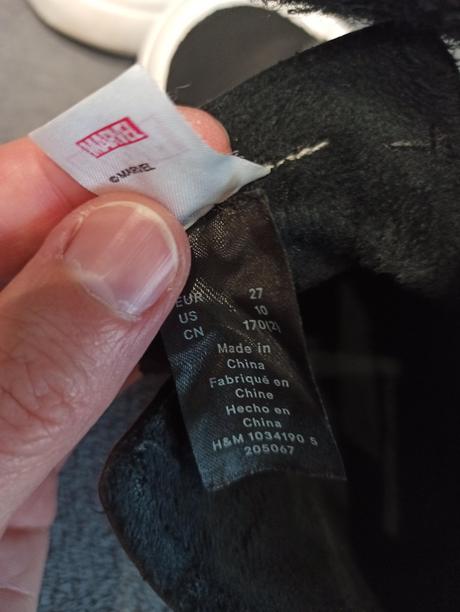 MARVEL
© MARVEL
EUR 27
US 10
CN 170(2)
Made in
China
Fabriqué en
Chine
Hecho en
China
H&M 1034190 5
205067